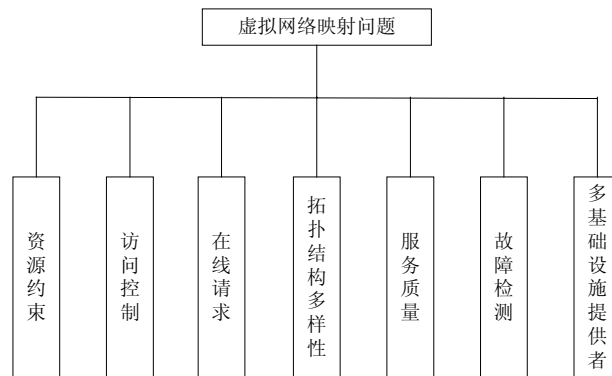 虚拟网络映射问题
资源约束
访问控制
在线请求
拓扑结构多样性
服务质量
故障检测
多基础设施提供者